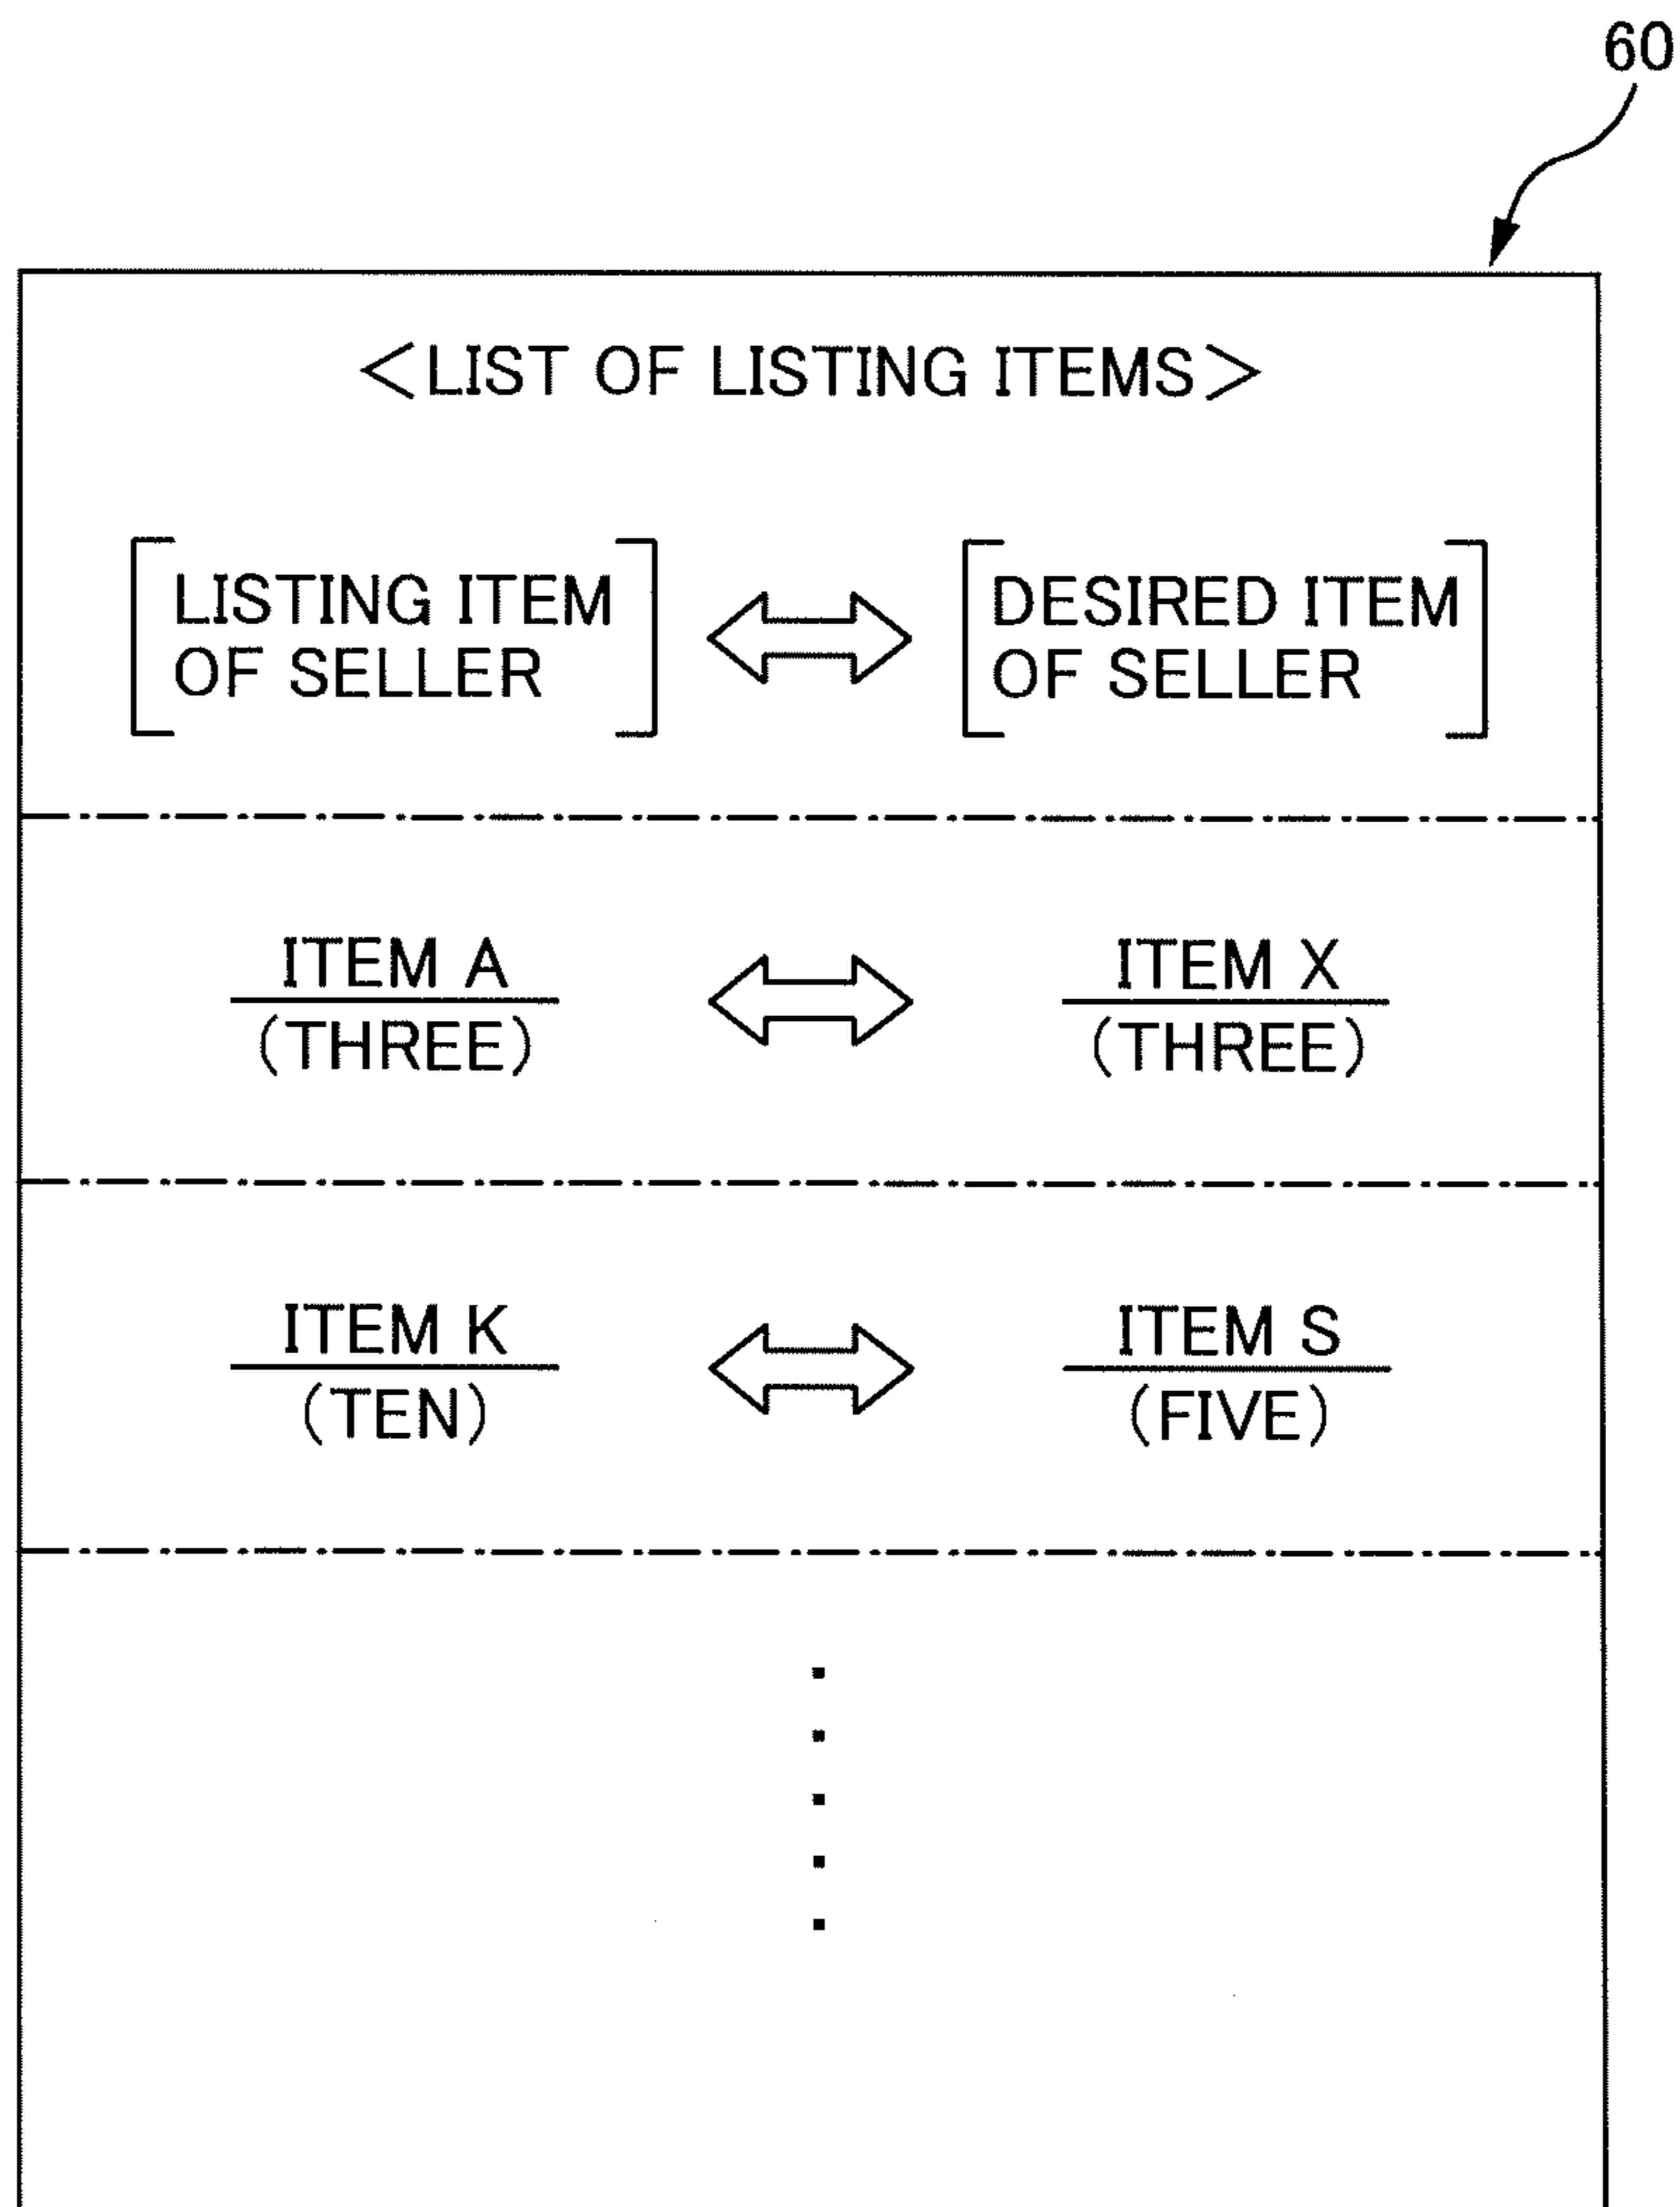 60
<LIST OF LISTING ITEMS>
LISTING ITEM OF SELLER
DESIRED ITEM OF SELLER
ITEM A
(THREE)
ITEM X
(THREE)
ITEM K
(TEN)
ITEM S
(FIVE)